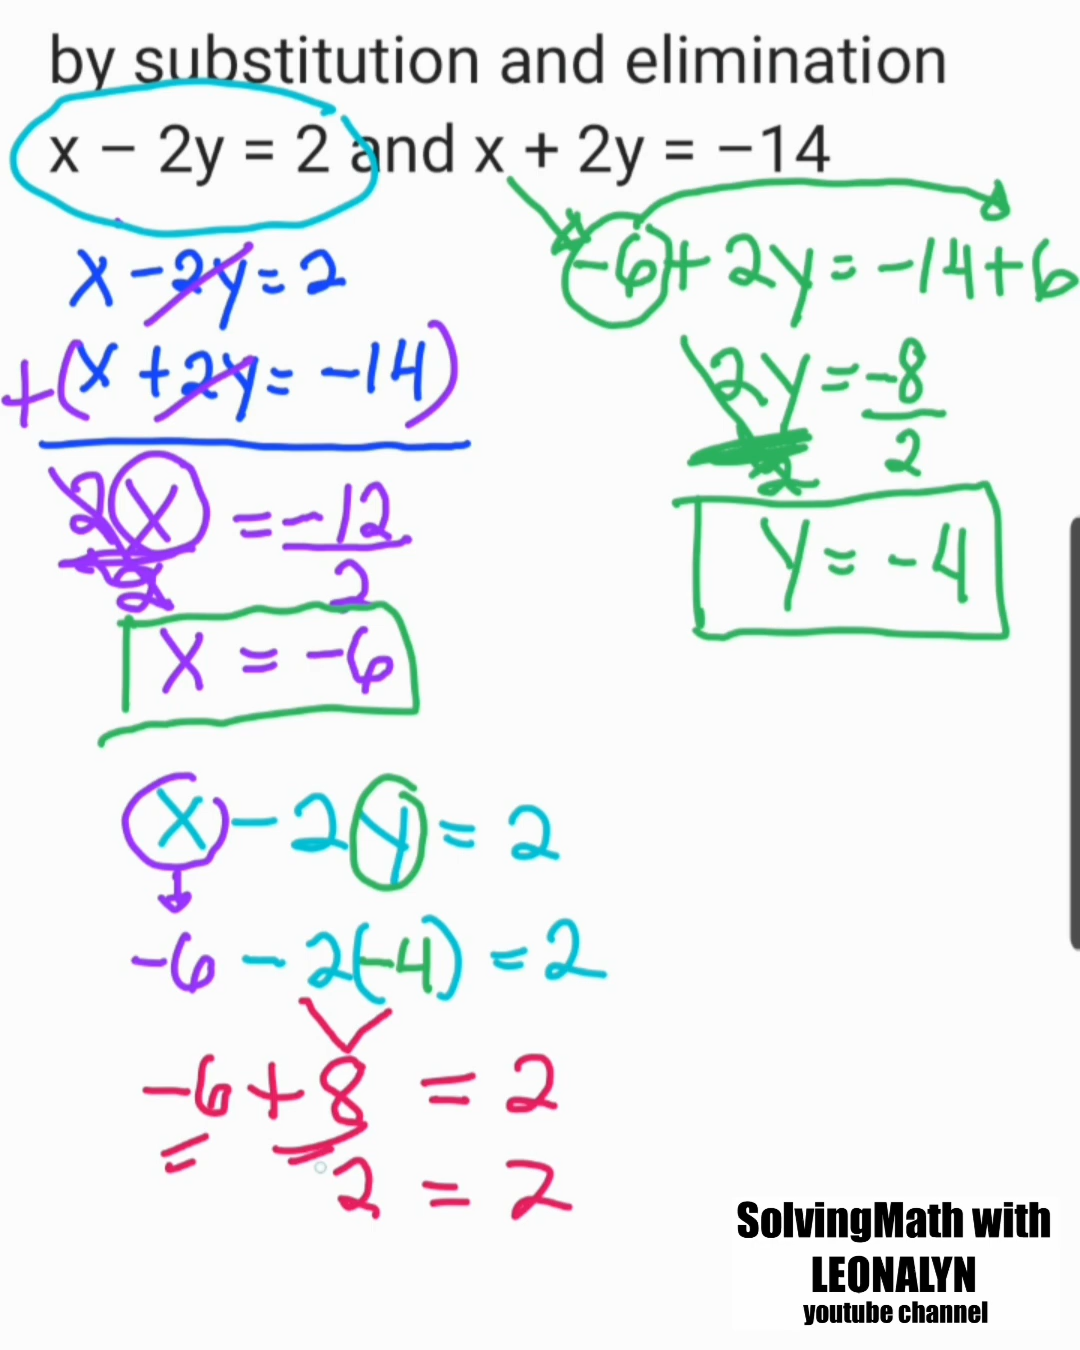 by substitution and elimination
x – 2y = 2 and x + 2y = –14
x - 2y = 2
+(x + 2y = -14)
2x = -12
2 2
x = -6
x - 2y = 2
-6 - 2(-4) = 2
-6 + 8 = 2
2 = 2
-6 + 2y = -14 + 6
2y = -8
2 2
y = -4
SolvingMath with
LEONALYN
youtube channel